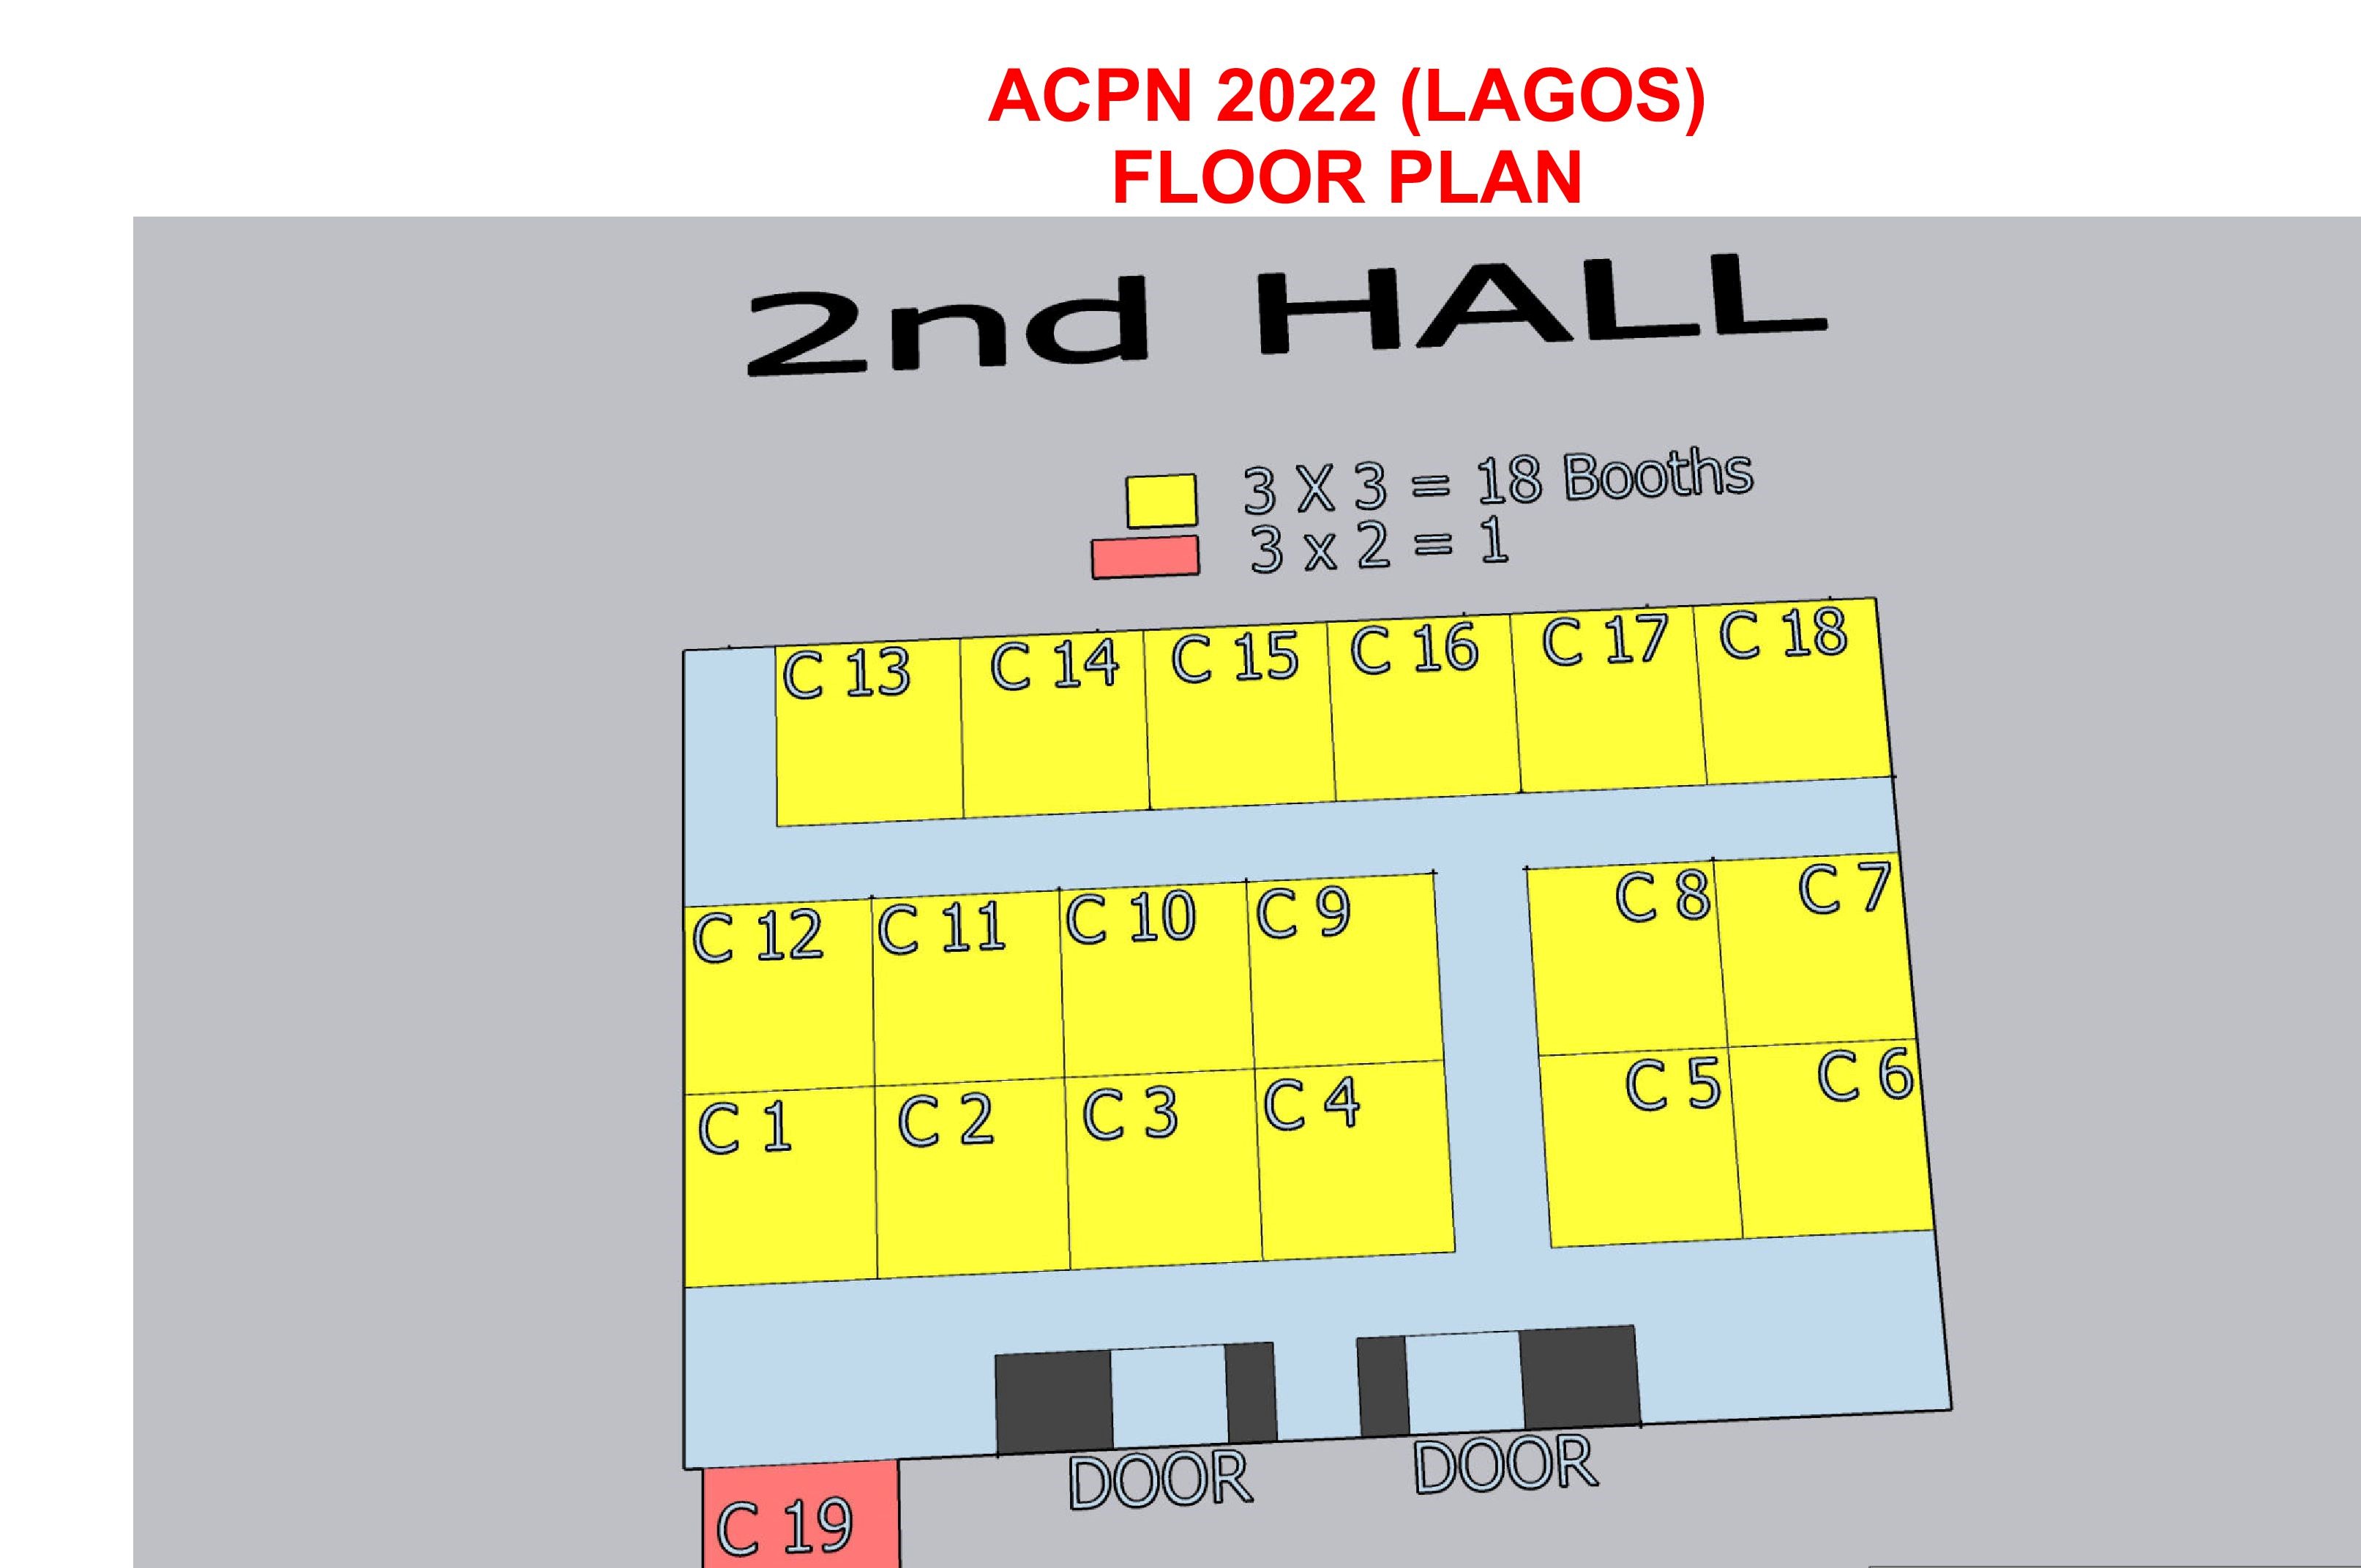 ACPN 2022 (LAGOS)
FLOOR PLAN
2nd HALL
3 X 3 = 18 Booths
3 x 2 = 1
C 13 C 14 C 15 C 16 C 17 C 18
C 12 C 11 C 10 C 9 C 8 C 7
C 1 C 2 C 3 C 4 C 5 C 6
DOOR DOOR
C 19